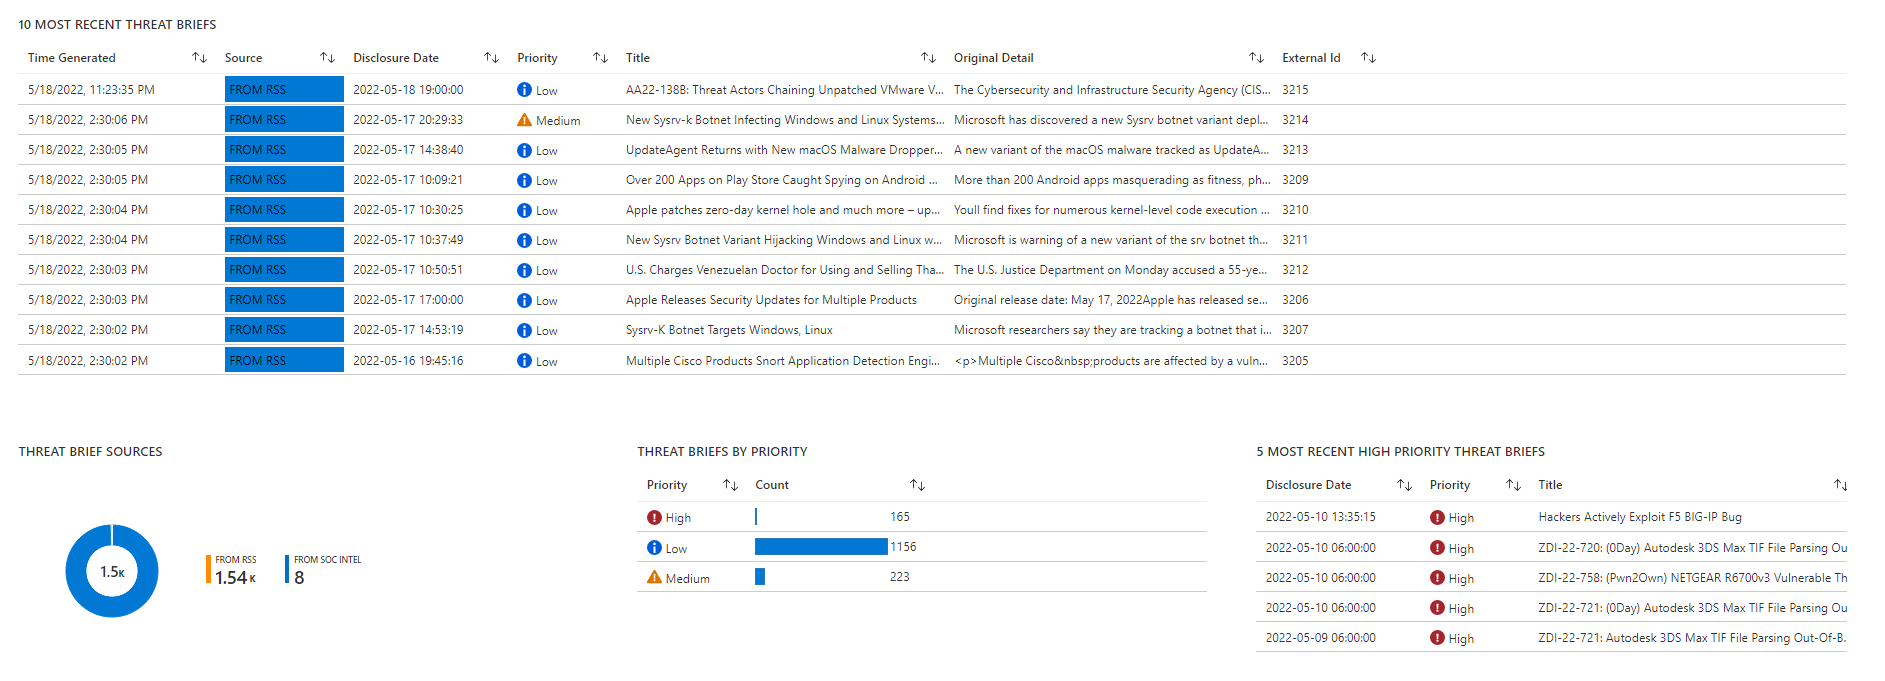 10 MOST RECENT THREAT BRIEFS
Time Generated Source Disclosure Date Priority Title Original Detail External Id
5/18/2022, 11:23:35 PM FROM RSS 2022-05-18 19:00:00 Low AA22-138B: Threat Actors Chaining Unpatched VMware V... The Cybersecurity and Infrastructure Security Agency (CIS... 3215
5/18/2022, 2:30:06 PM FROM RSS 2022-05-17 20:29:33 Medium New Sysrv-k Botnet Infecting Windows and Linux Systems... Microsoft has discovered a new Sysrv botnet variant depl... 3214
5/18/2022, 2:30:05 PM FROM RSS 2022-05-17 14:38:40 Low UpdateAgent Returns with New macOS Malware Dropper... A new variant of the macOS malware tracked as UpdateA... 3213
5/18/2022, 2:30:05 PM FROM RSS 2022-05-17 10:09:21 Low Over 200 Apps on Play Store Caught Spying on Android ... More than 200 Android apps masquerading as fitness, ph... 3209
5/18/2022, 2:30:04 PM FROM RSS 2022-05-17 10:30:25 Low Apple patches zero-day kernel hole and much more – up... Youll find fixes for numerous kernel-level code execution ... 3210
5/18/2022, 2:30:04 PM FROM RSS 2022-05-17 10:37:49 Low New Sysrv Botnet Variant Hijacking Windows and Linux w... Microsoft is warning of a new variant of the srv botnet th... 3211
5/18/2022, 2:30:03 PM FROM RSS 2022-05-17 10:50:51 Low U.S. Charges Venezuelan Doctor for Using and Selling Tha... The U.S. Justice Department on Monday accused a 55-ye... 3212
5/18/2022, 2:30:03 PM FROM RSS 2022-05-17 17:00:00 Low Apple Releases Security Updates for Multiple Products Original release date: May 17, 2022Apple has released se... 3206
5/18/2022, 2:30:02 PM FROM RSS 2022-05-17 14:53:19 Low Sysrv-K Botnet Targets Windows, Linux Microsoft researchers say they are tracking a botnet that i... 3207
5/18/2022, 2:30:02 PM FROM RSS 2022-05-16 19:45:16 Low Multiple Cisco Products Snort Application Detection Engi... <p>Multiple Cisco&nbsp;products are affected by a vuln... 3205
THREAT BRIEF SOURCES
1.5K
FROM RSS
1.54 K
FROM SOC INTEL
8
THREAT BRIEFS BY PRIORITY
Priority Count
High 165
Low 1156
Medium 223
5 MOST RECENT HIGH PRIORITY THREAT BRIEFS
Disclosure Date Priority Title
2022-05-10 13:35:15 High Hackers Actively Exploit F5 BIG-IP Bug
2022-05-10 06:00:00 High ZDI-22-720: (0Day) Autodesk 3DS Max TIF File Parsing Ou
2022-05-10 06:00:00 High ZDI-22-758: (Pwn2Own) NETGEAR R6700v3 Vulnerable Th
2022-05-10 06:00:00 High ZDI-22-721: (0Day) Autodesk 3DS Max TIF File Parsing Ou
2022-05-09 06:00:00 High ZDI-22-721: Autodesk 3DS Max TIF File Parsing Out-Of-B.